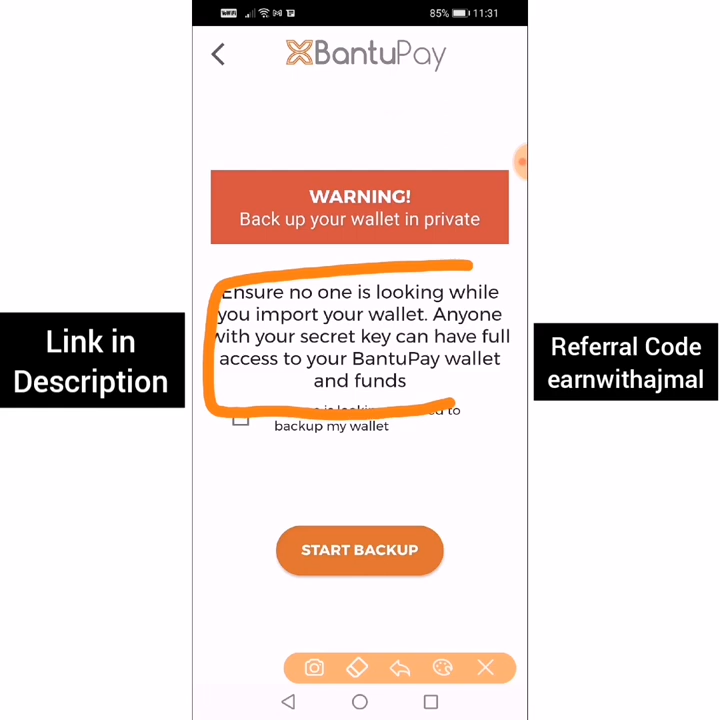 VoWiFi 85% 11:31
BantuPay
WARNING!
Back up your wallet in private
Ensure no one is looking while
you import your wallet. Anyone
with your secret key can have full
access to your BantuPay wallet
and funds
to
backup my wallet
START BACKUP
Link in
Description
Referral Code
earnwithajmal